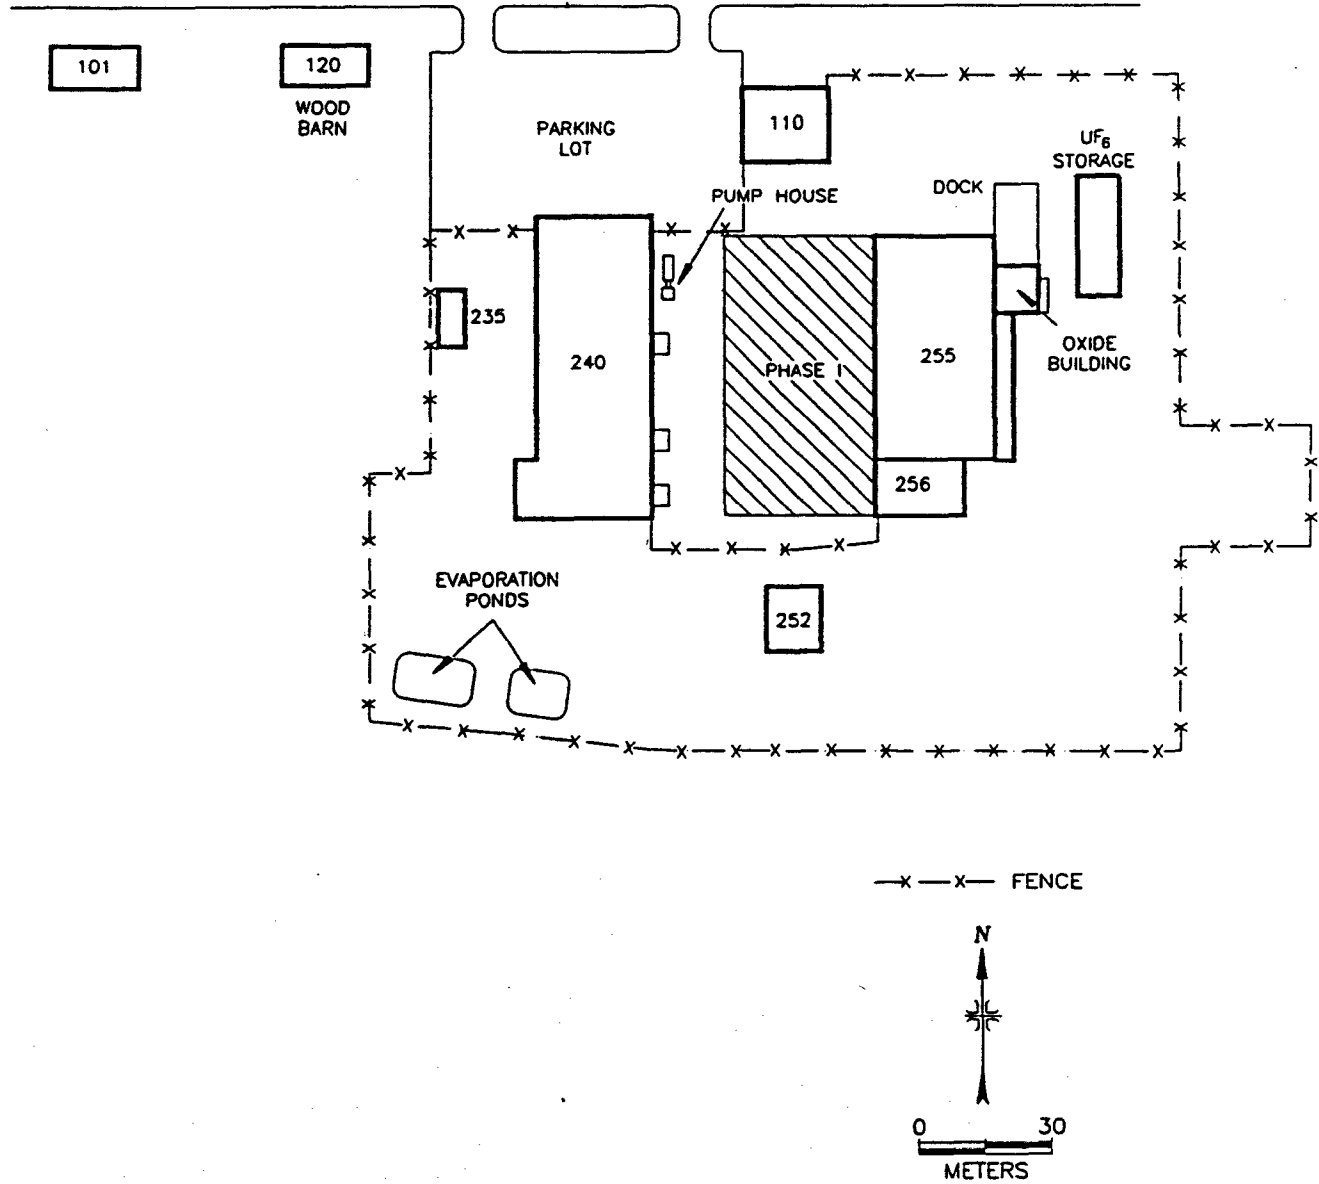 101
120
WOOD
BARN
PARKING
LOT
110
UF₆
STORAGE
DOCK
PUMP HOUSE
235
240
PHASE I
255
OXIDE
BUILDING
256
EVAPORATION
PONDS
252
FENCE
N
0 30
METERS